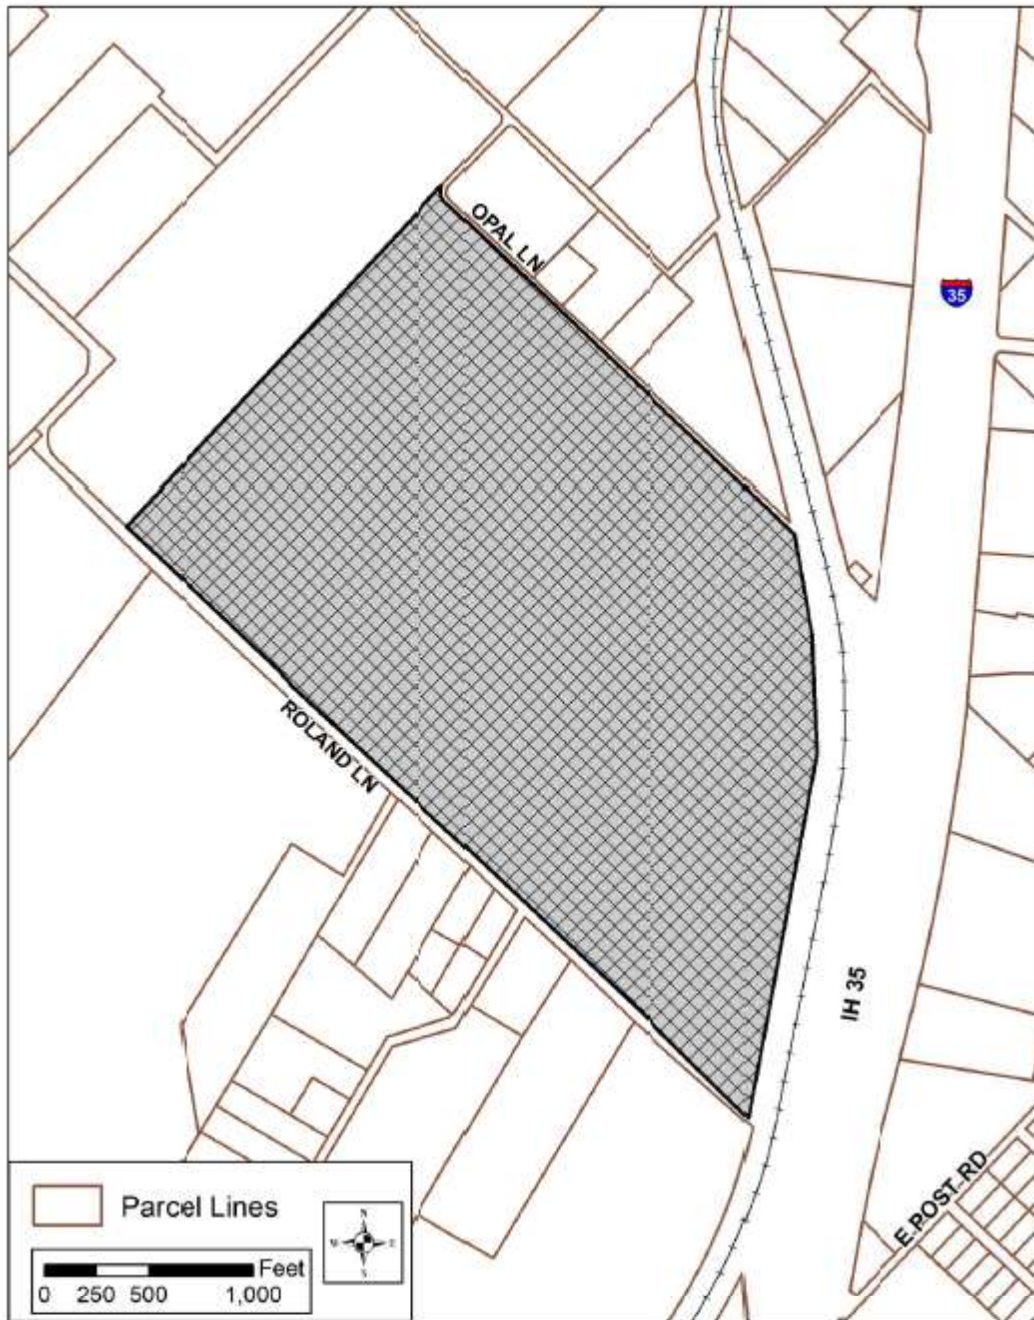 OPAL LN
35
ROLAND LN
IH 35
E POST RD
Parcel Lines
N
W E
S
Feet
0 250 500 1,000